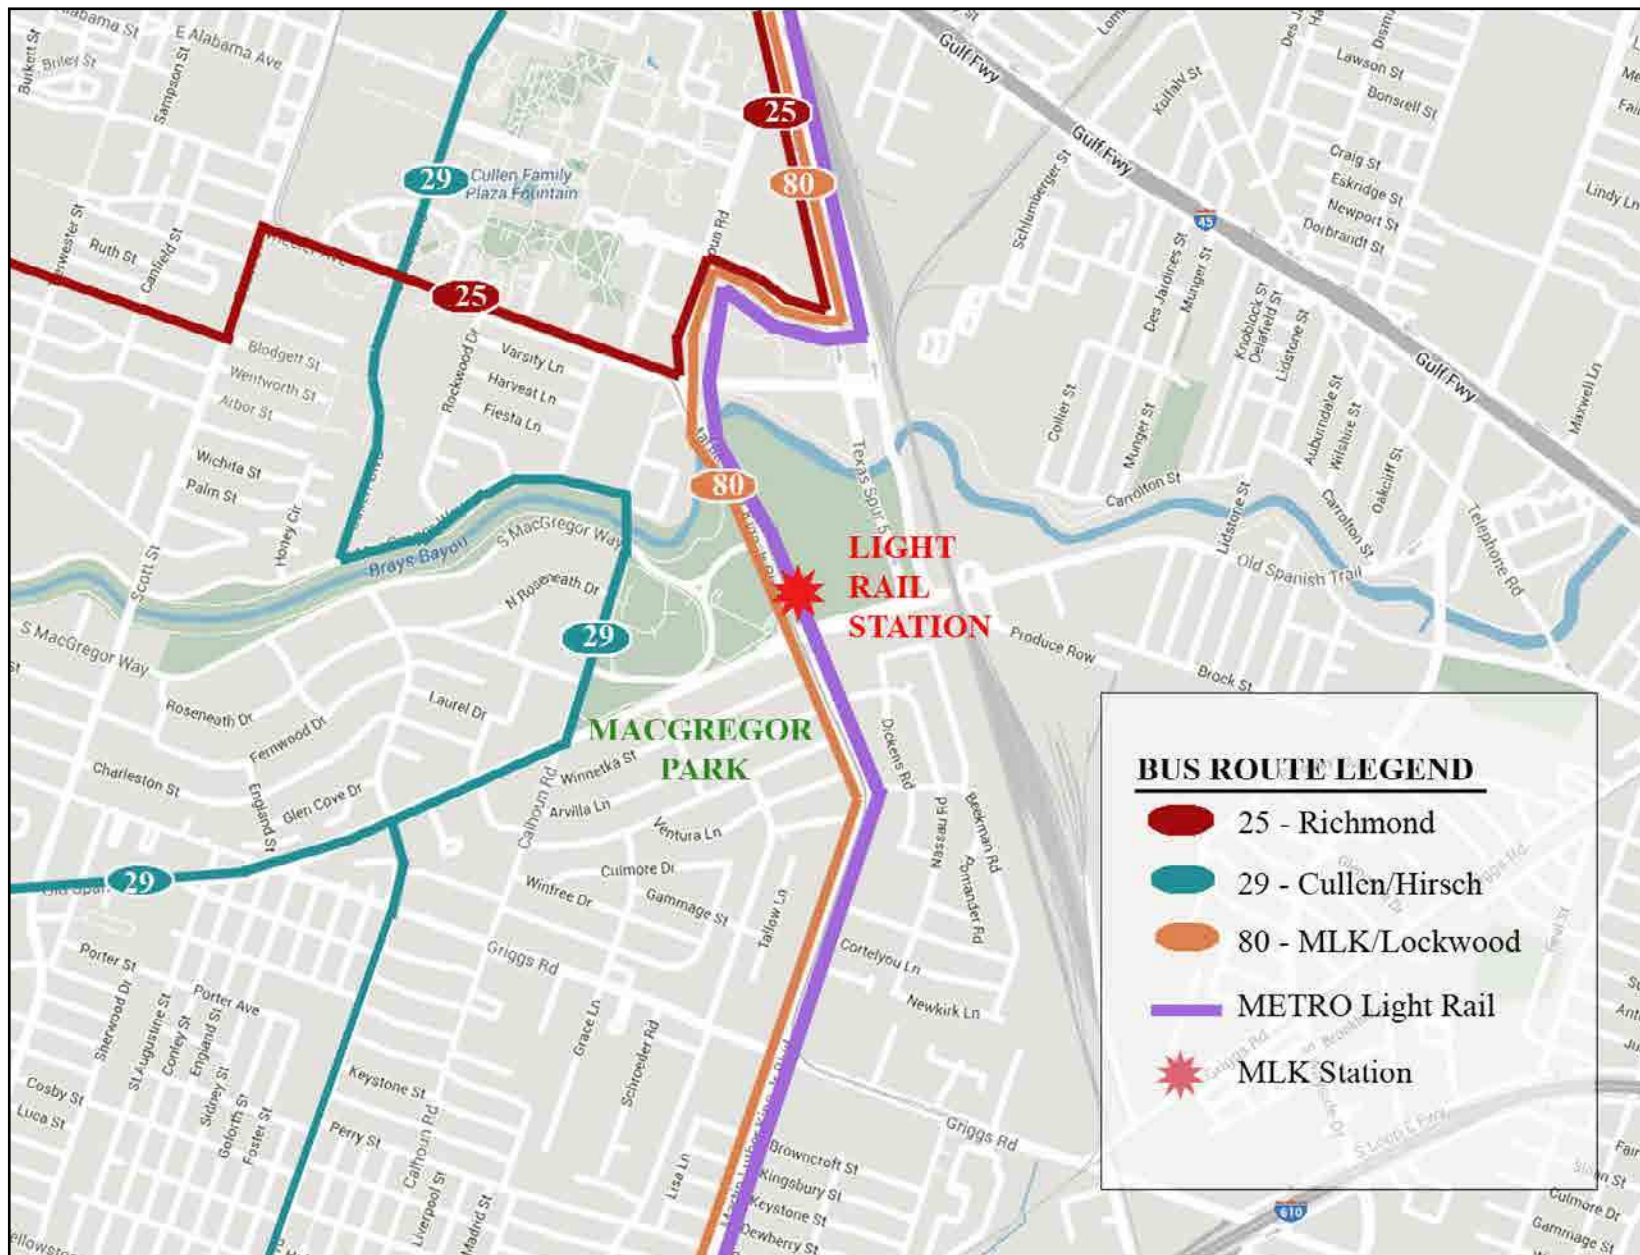 E Alabama Ave
Briley St
Burkett St
Sampson St
29
Cullen Family
Plaza Fountain
25
80
Gulf Fwy
Kolfahl St
Lawson St
Bonsrell St
Gulf Fwy
Craig St
Eskridge St
Newport St
Dorbrandt St
Lindy Ln
45
Schlumberger St
Ruth St
Canfield St
25
Des Jardines St
Munger St
Knoblock St
Delafield St
Lidstone St
Blodgett St
Wentworth St
Arbor St
Rockwood Dr
Varsity Ln
Harvest Ln
Fiesta Ln
Gulf Fwy
Maxwell Ln
Collier St
Munger St
Auburndale St
Wilshire St
Oakcliff St
Wichita St
Palm St
80
Texas Spur 5
Carrolton St
Carrolton St
Lidstone St
Telephone Rd
Honey Cir
Scott St
Brays Bayou
S MacGregor Way
Old Spanish Trail
N Roseneath Dr
LIGHT
RAIL
STATION
S MacGregor Way
29
Produce Row
Brock St
Roseneath Dr
Fernwood Dr
Laurel Dr
MACGREGOR
PARK
Dickens Rd
Charleston St
England St
Glen Cove Dr
Calhoun Rd
Winnetka St
Arvilla Ln
Ventura Ln
Nassau Rd
Beekman Rd
Pomander Rd
29
Culmore Dr
Winfree Dr
Gammage St
Tallow Ln
Griggs Rd
Cortelyou Ln
Newkirk Ln
Porter St
Porter Ave
Sherwood Dr
St Augustine St
Conley St
England St
Sidney St
Goforth St
Foster St
Grace Ln
Schroeder Rd
Cosby St
Luca St
Keystone St
Perry St
Calhoun Rd
Liverpool St
Madrid St
Lisa Ln
Griggs Rd
Browncroft St
Kingsbury St
Keystone St
Dewberry St
BUS ROUTE LEGEND
25 - Richmond
29 - Cullen/Hirsch
80 - MLK/Lockwood
METRO Light Rail
MLK Station
Griggs Rd
S Loop E Fwy
610
Culmore Dr
Gammage St